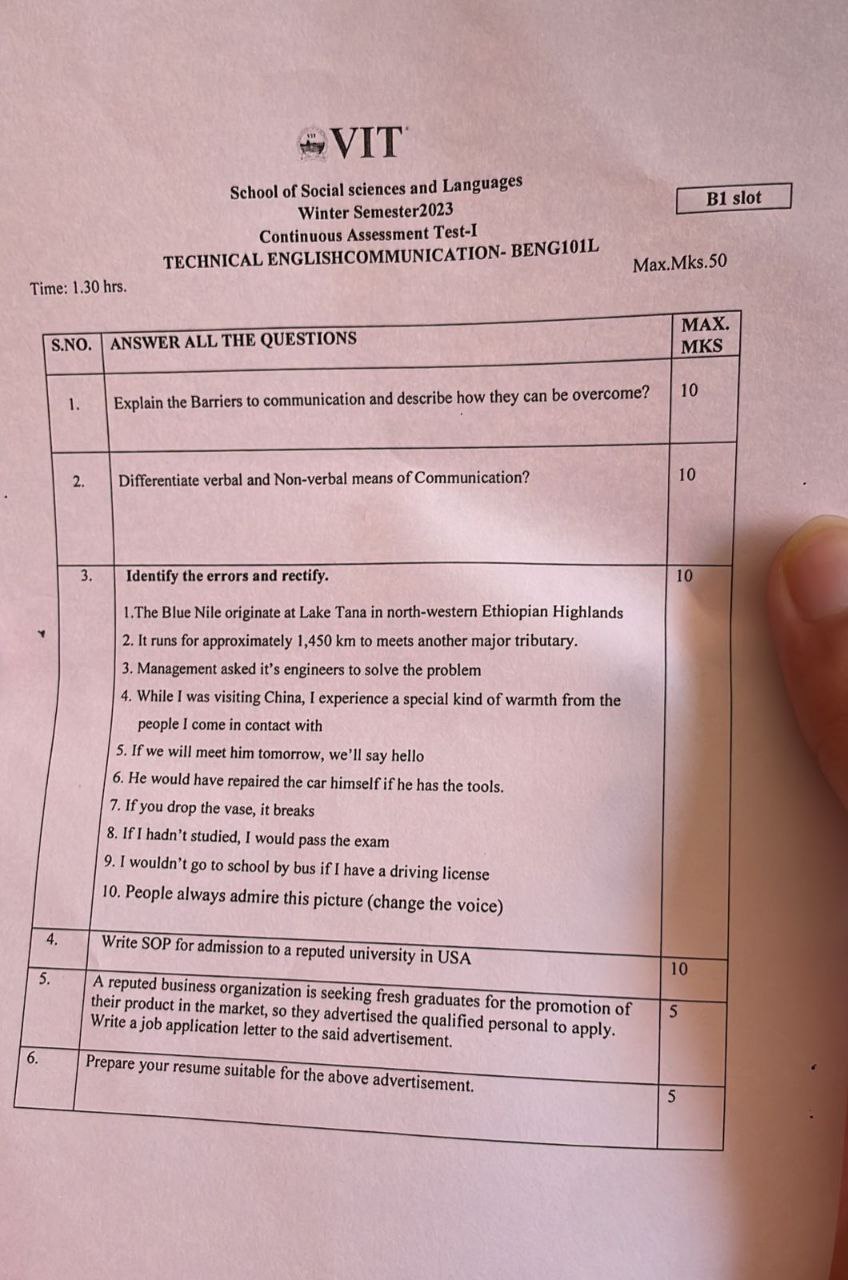 VIT
School of Social sciences and Languages
Winter Semester2023
B1 slot
Continuous Assessment Test-I
TECHNICAL ENGLISHCOMMUNICATION- BENG101L
Time: 1.30 hrs.
Max.Mks.50
S.NO. ANSWER ALL THE QUESTIONS MAX.
MKS
1. Explain the Barriers to communication and describe how they can be overcome? 10
2. Differentiate verbal and Non-verbal means of Communication? 10
3. Identify the errors and rectify. 10
1.The Blue Nile originate at Lake Tana in north-western Ethiopian Highlands
2. It runs for approximately 1,450 km to meets another major tributary.
3. Management asked it's engineers to solve the problem
4. While I was visiting China, I experience a special kind of warmth from the
people I come in contact with
5. If we will meet him tomorrow, we'll say hello
6. He would have repaired the car himself if he has the tools.
7. If you drop the vase, it breaks
8. If I hadn't studied, I would pass the exam
9. I wouldn't go to school by bus if I have a driving license
10. People always admire this picture (change the voice)
4. Write SOP for admission to a reputed university in USA 10
5. A reputed business organization is seeking fresh graduates for the promotion of 5
their product in the market, so they advertised the qualified personal to apply.
Write a job application letter to the said advertisement.
6. Prepare your resume suitable for the above advertisement. 5